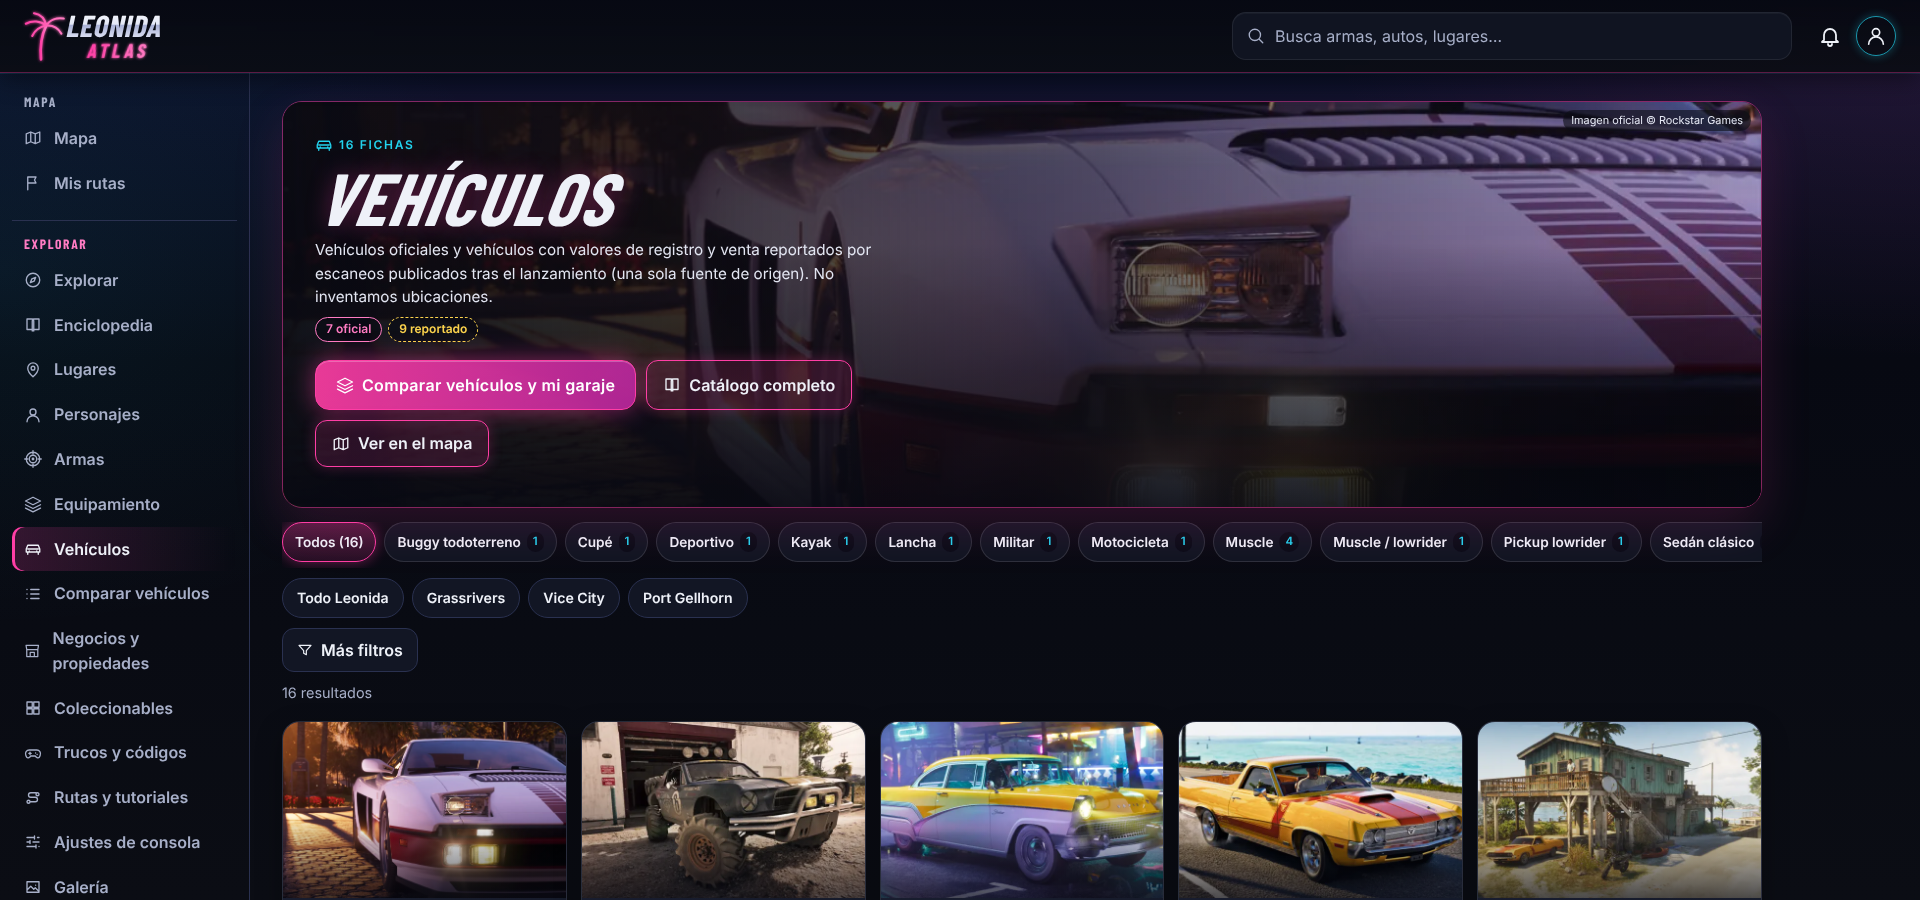 LEONIDA
ATLAS
Busca armas, autos, lugares...
MAPA
Mapa
Mis rutas
EXPLORAR
Explorar
Enciclopedia
Lugares
Personajes
Armas
Equipamiento
Vehículos
Comparar vehículos
Negocios y
propiedades
Coleccionables
Trucos y códigos
Rutas y tutoriales
Ajustes de consola
Galería
Imagen oficial © Rockstar Games
16 FICHAS
VEHÍCULOS
Vehículos oficiales y vehículos con valores de registro y venta reportados por
escaneos publicados tras el lanzamiento (una sola fuente de origen). No
inventamos ubicaciones.
7 oficial 9 reportado
Comparar vehículos y mi garaje Catálogo completo
Ver en el mapa
Todos (16) Buggy todoterreno 1 Cupé 1 Deportivo 1 Kayak 1 Lancha 1 Militar 1 Motocicleta 1 Muscle 4 Muscle / lowrider 1 Pickup lowrider 1 Sedán clásico
Todo Leonida Grassrivers Vice City Port Gellhorn
Más filtros
16 resultados